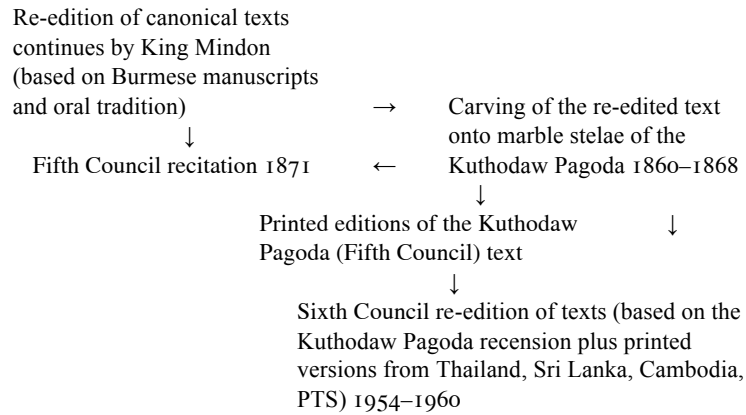 Re-edition of canonical texts
continues by King Mindon
(based on Burmese manuscripts
and oral tradition) → Carving of the re-edited text
↓ onto marble stelae of the
Fifth Council recitation 1871 ← Kuthodaw Pagoda 1860–1868
↓
Printed editions of the Kuthodaw ↓
Pagoda (Fifth Council) text
↓
Sixth Council re-edition of texts (based on the
Kuthodaw Pagoda recension plus printed
versions from Thailand, Sri Lanka, Cambodia,
PTS) 1954–1960